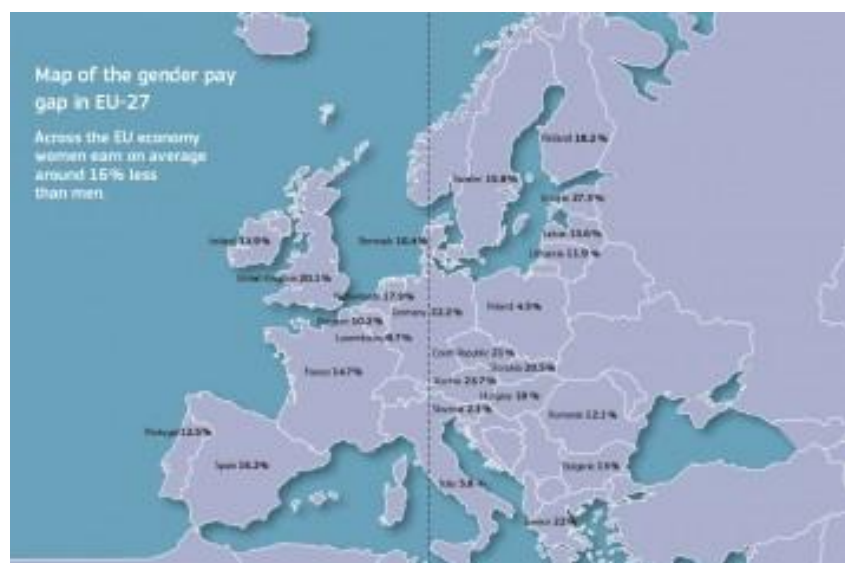 Map of the gender pay
gap in EU-27
Across the EU economy
women earn on average
around 16% less
than men.
Finland 18.2%
Sweden 15.8%
Estonia 27.3%
Ireland 13.9%
Denmark 16.4%
Latvia 13.6%
Lithuania 11.9 %
United Kingdom 20.1%
Netherlands 17.9%
Germany 22.2%
Poland 4.5%
Belgium 10.2%
Luxembourg 8.7%
Czech Republic 21%
Slovakia 20.5%
France 14.7%
Austria 23.7%
Hungary 18 %
Slovenia 2.3%
Romania 12.1%
Portugal 12.5%
Spain 16.2%
Bulgaria
Italy
Greece 22%